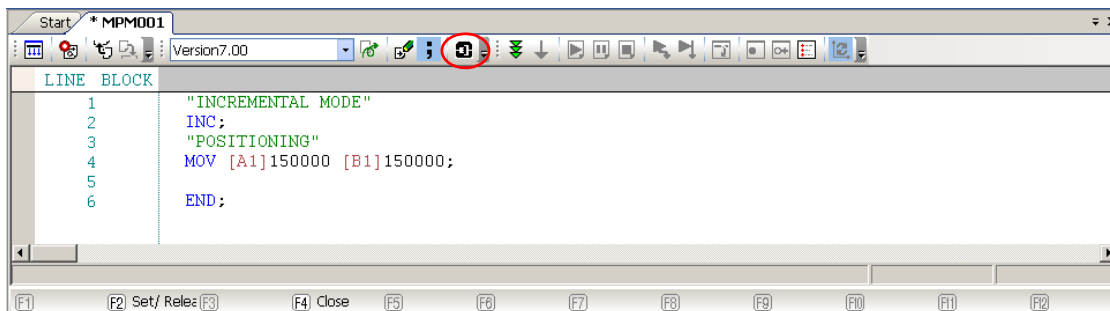 Start * MPM001
Version7.00
LINE BLOCK
1 "INCREMENTAL MODE"
2 INC;
3 "POSITIONING"
4 MOV [A1]150000 [B1]150000;
5
6 END;
F1 F2 Set/ Relea F3 F4 Close F5 F6 F7 F8 F9 F10 F11 F12